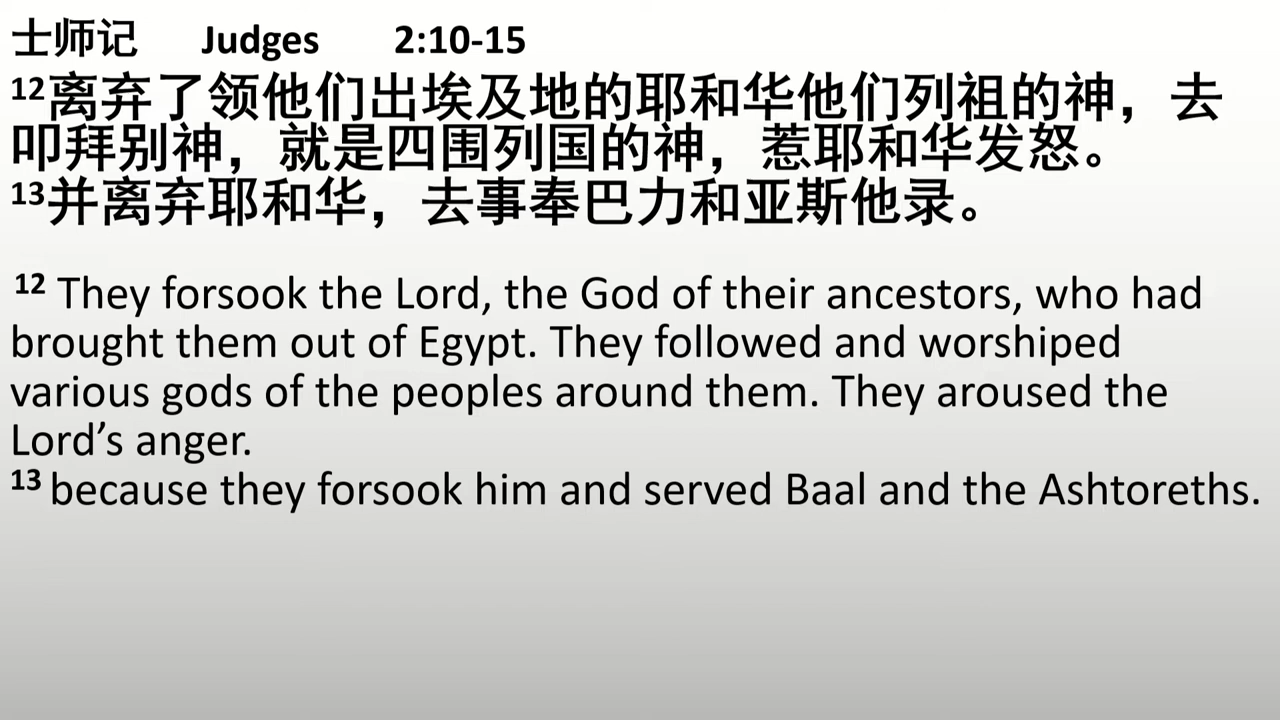 士师记 Judges 2:10-15
12离弃了领他们出埃及地的耶和华他们列祖的神，去
叩拜别神，就是四围列国的神，惹耶和华发怒。
13并离弃耶和华，去事奉巴力和亚斯他录。
12 They forsook the Lord, the God of their ancestors, who had
brought them out of Egypt. They followed and worshiped
various gods of the peoples around them. They aroused the
Lord’s anger.
13 because they forsook him and served Baal and the Ashtoreths.